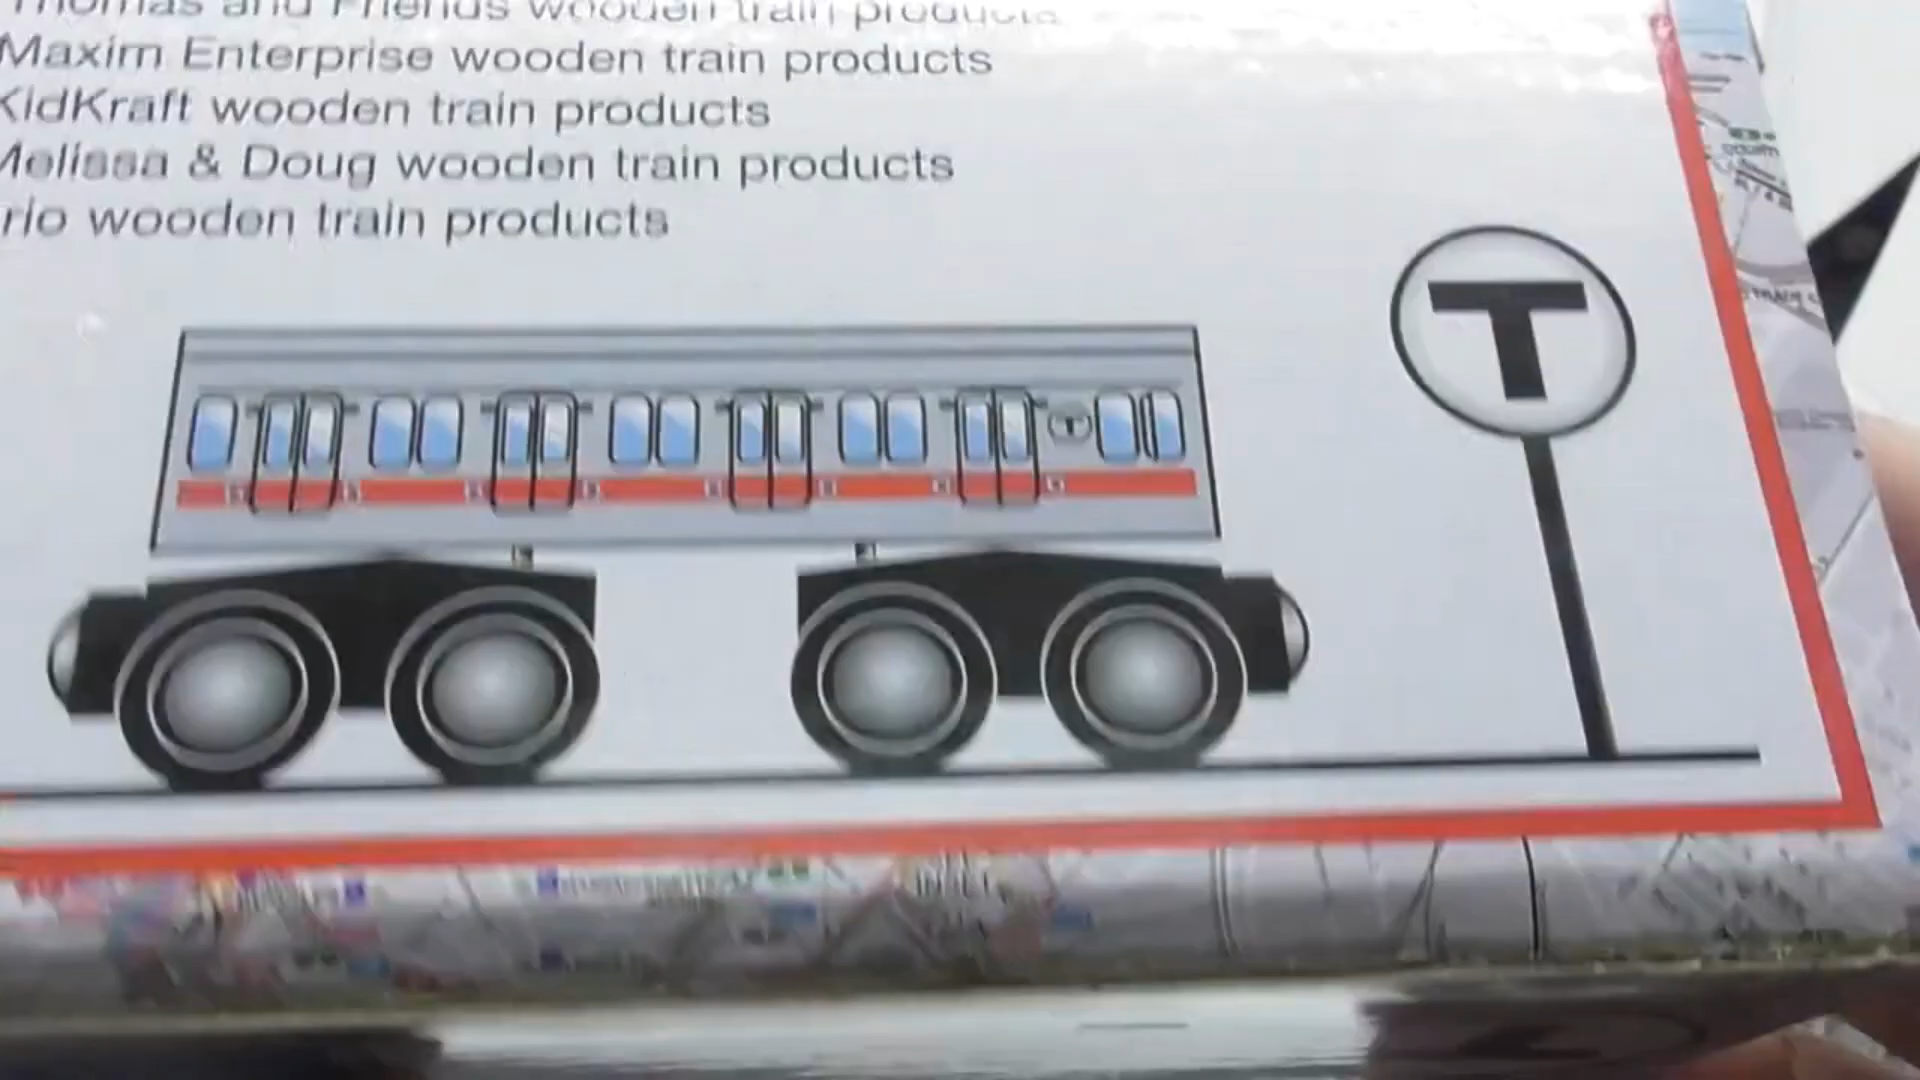 Thomas and Friends wooden train products
Maxim Enterprise wooden train products
KidKraft wooden train products
Melissa & Doug wooden train products
rio wooden train products
T
T